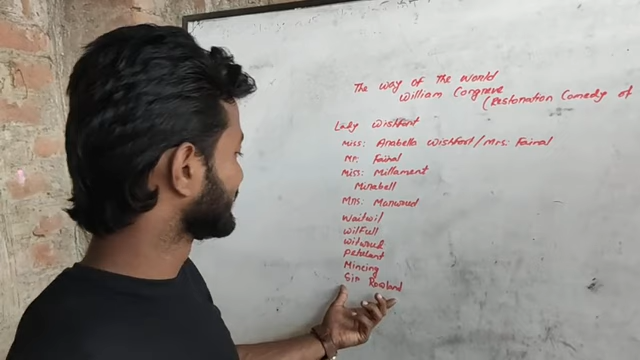 The Way of The World
William Congreve
(Restoration Comedy of
Lady Wishfort
Miss: Arabella Wishfort/Mrs: Fainal
Mr. Fainal
Miss: Millament
Mirabell
Mrs. Marwood
Waitwil
Wilfull
Witwoud
Petulant
Mincing
Sir Rowland